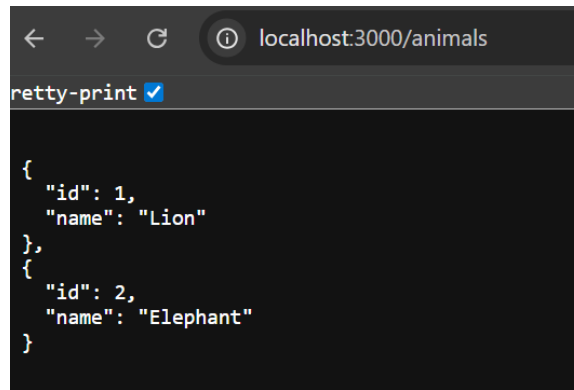 localhost:3000/animals
retty-print
{
"id": 1,
"name": "Lion"
},
{
"id": 2,
"name": "Elephant"
}